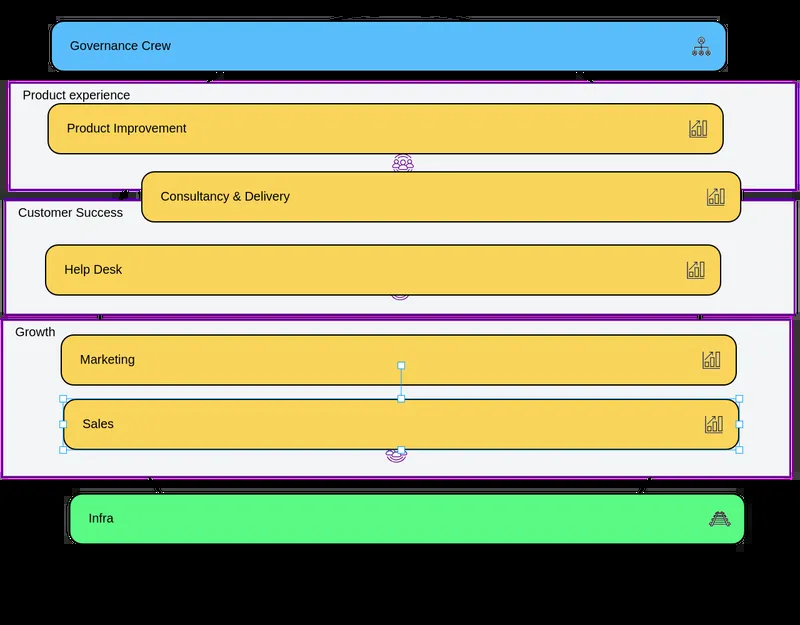 Governance Crew
Product experience
Product Improvement
Consultancy & Delivery
Customer Success
Help Desk
Growth
Marketing
Sales
Infra